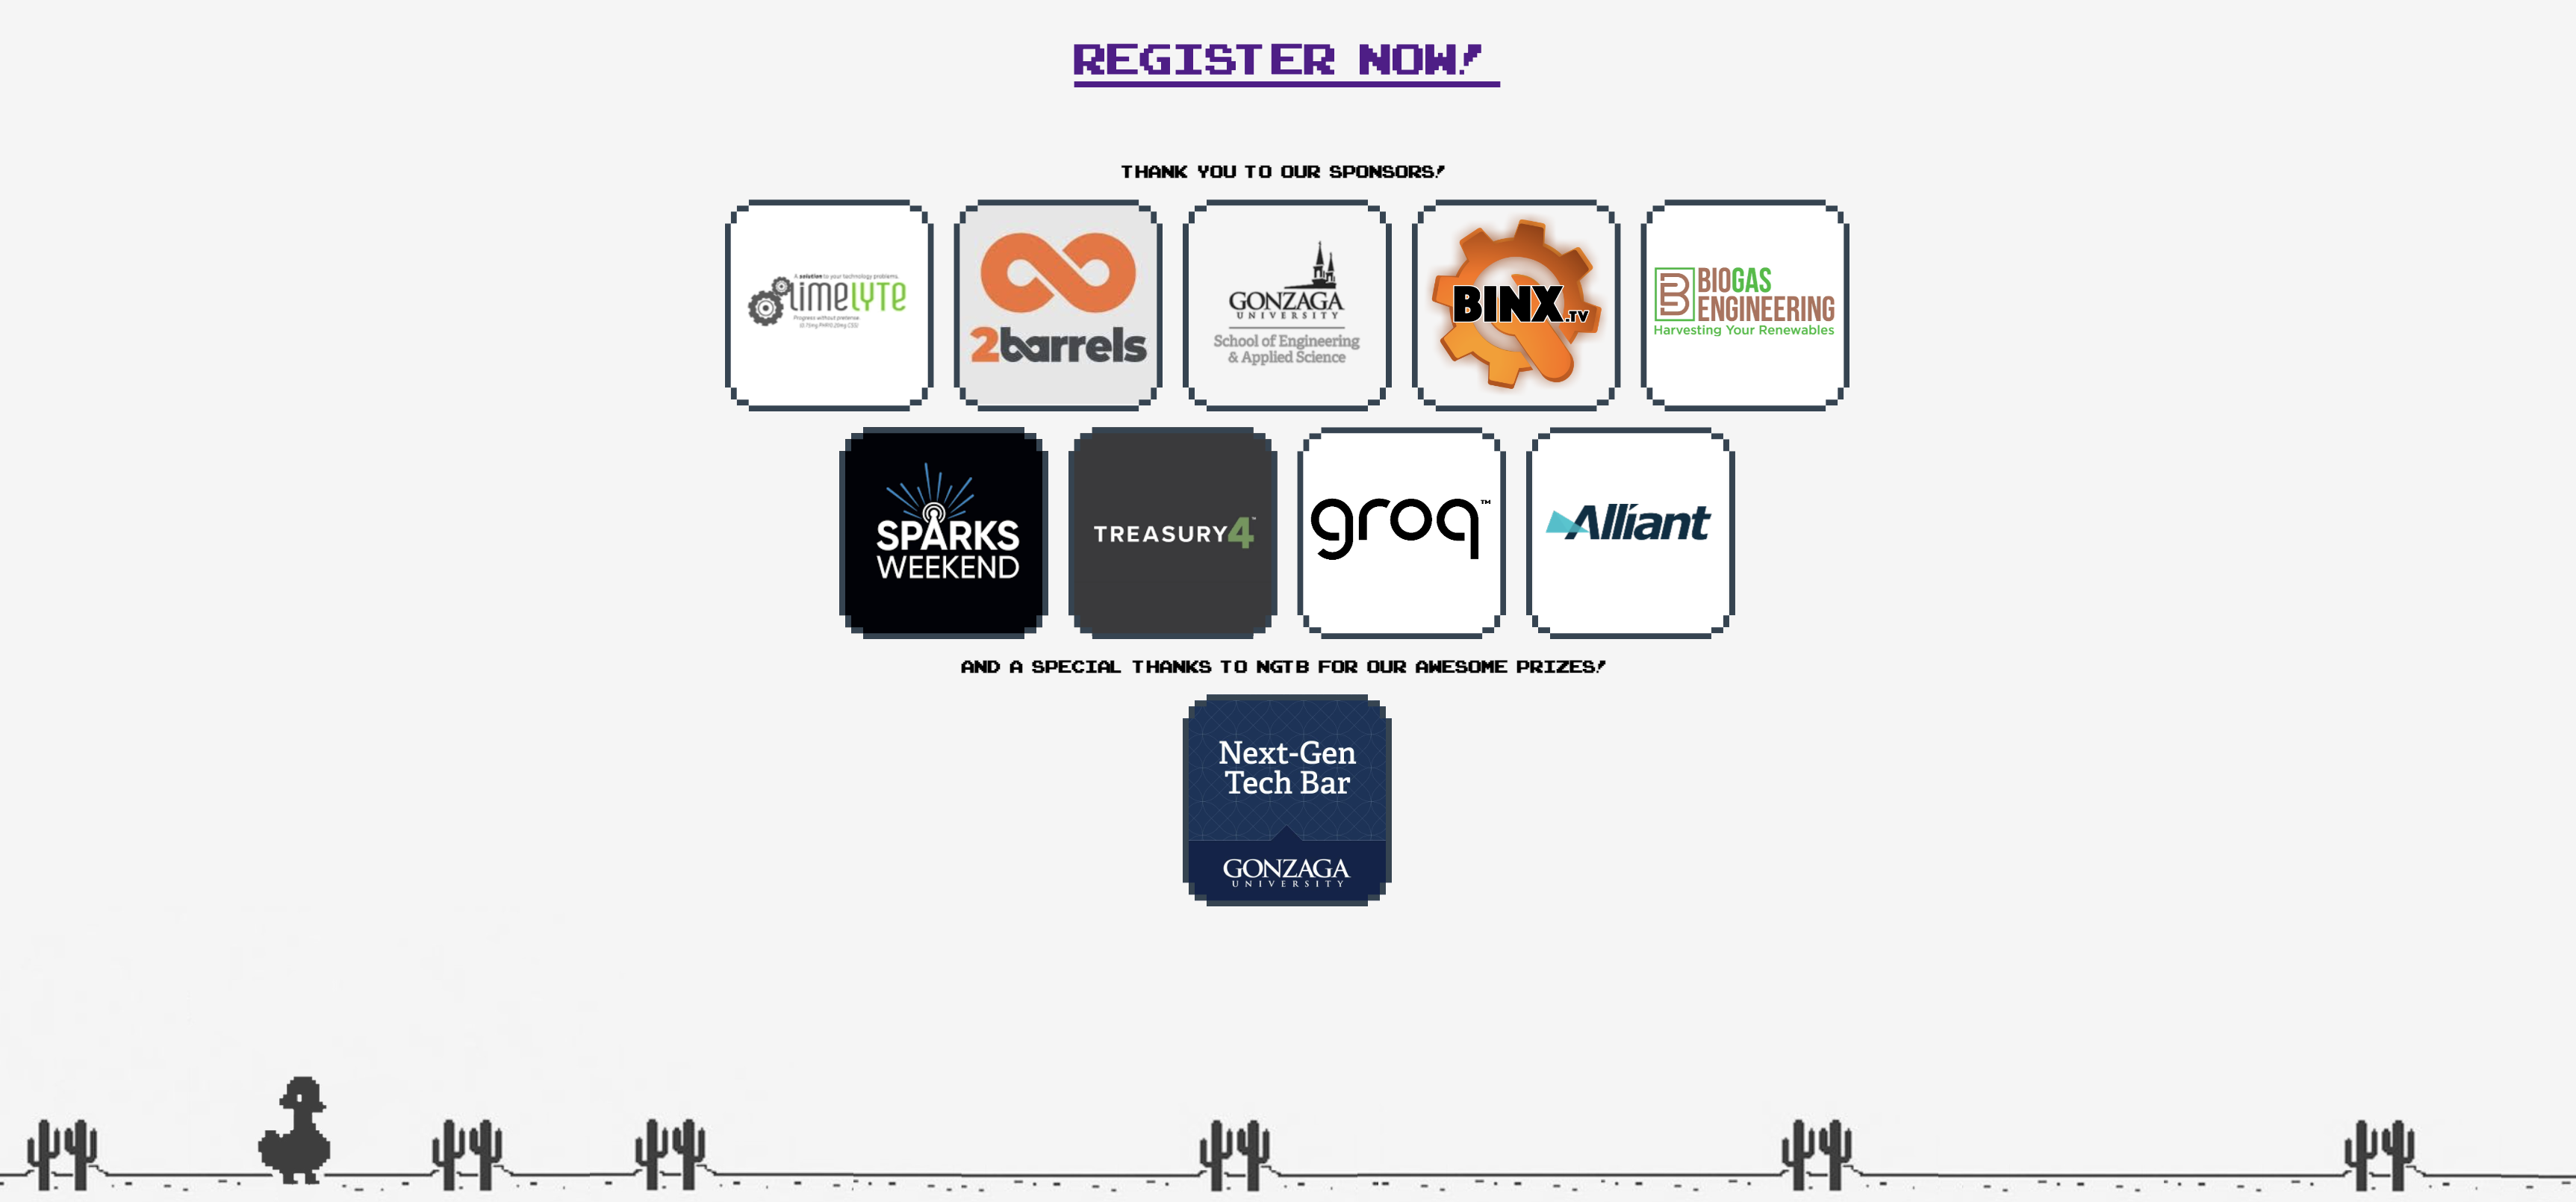 REGISTER NOW!
THANK YOU TO OUR SPONSORS!
A solution to your technology problems.
limelyte
Progress without pretense
2barrels
GONZAGA
UNIVERSITY
School of Engineering
& Applied Science
BINX.TV
B BIOGAS
ENGINEERING
Harvesting Your Renewables
SPARKS
WEEKEND
TREASURY4™
groq™
Alliant
AND A SPECIAL THANKS TO NGTB FOR OUR AWESOME PRIZES!
Next-Gen
Tech Bar
GONZAGA
UNIVERSITY